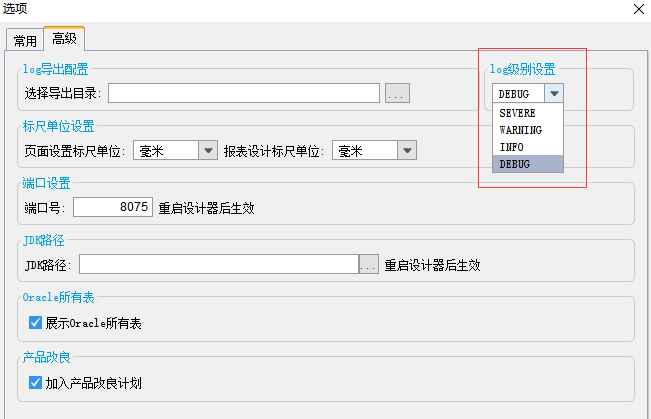 选项
常用 高级
log导出配置 log级别设置
选择导出目录: ... DEBUG
SEVERE
WARNING
INFO
DEBUG
标尺单位设置
页面设置标尺单位: 毫米 报表设计标尺单位: 毫米
端口设置
端口号: 8075 重启设计器后生效
JDK路径
JDK路径: ... 重启设计器后生效
Oracle所有表
展示Oracle所有表
产品改良
加入产品改良计划